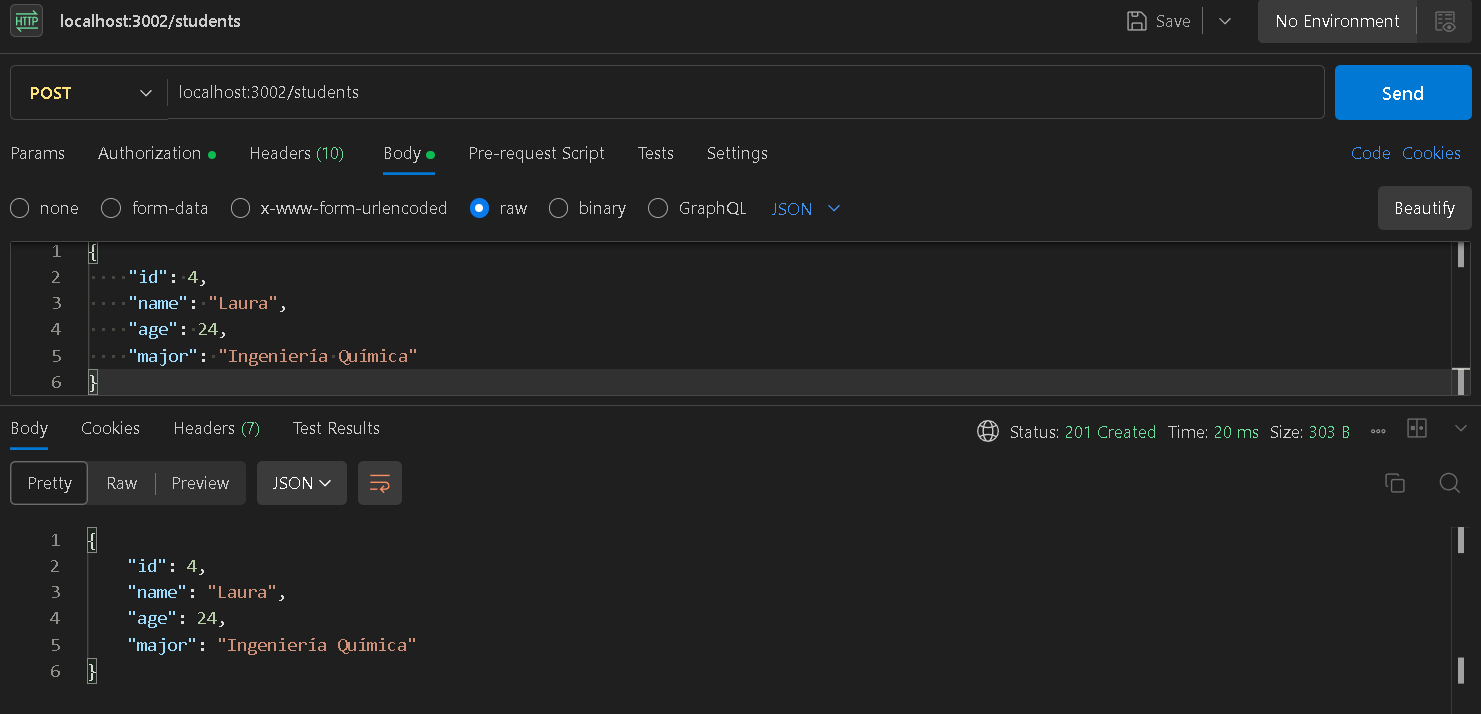 HTTP localhost:3002/students Save No Environment
POST localhost:3002/students Send
Params Authorization Headers (10) Body Pre-request Script Tests Settings Code Cookies
none form-data x-www-form-urlencoded raw binary GraphQL JSON Beautify
1 {
2 "id": 4,
3 "name": "Laura",
4 "age": 24,
5 "major": "Ingeniería Química"
6 }
Body Cookies Headers (7) Test Results Status: 201 Created Time: 20 ms Size: 303 B
Pretty Raw Preview JSON
1 {
2 "id": 4,
3 "name": "Laura",
4 "age": 24,
5 "major": "Ingeniería Química"
6 }